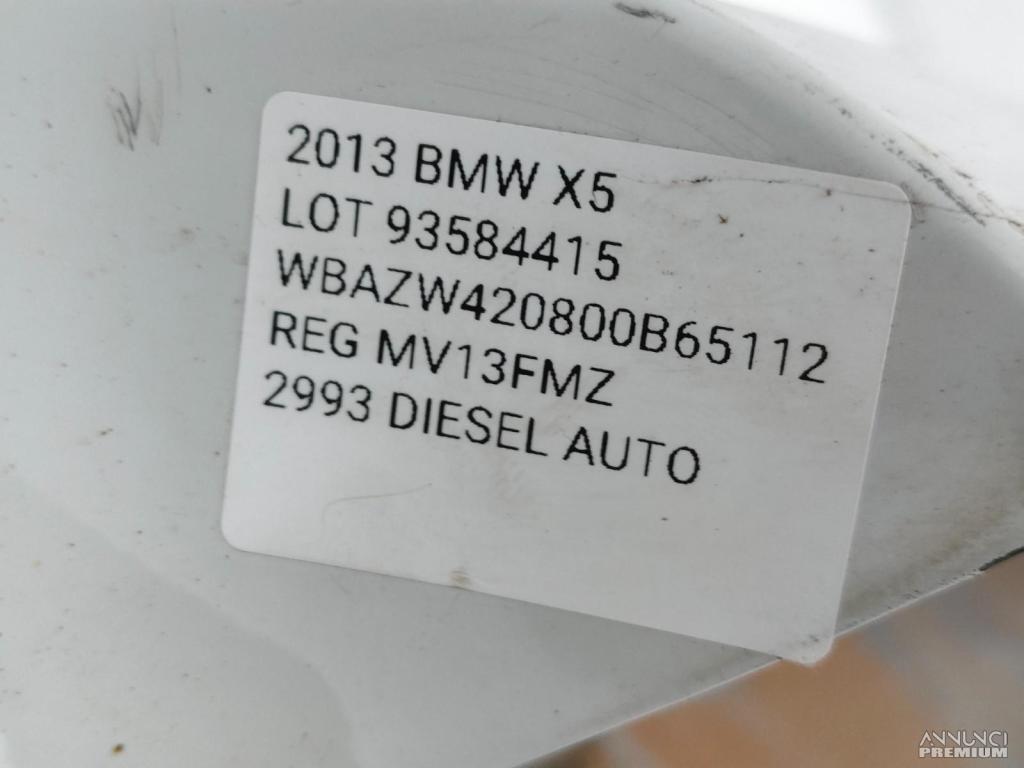 2013 BMW X5
LOT 93584415
WBAZW420800B65112
REG MV13FMZ
2993 DIESEL AUTO
ANNUNCI
PREMIUM